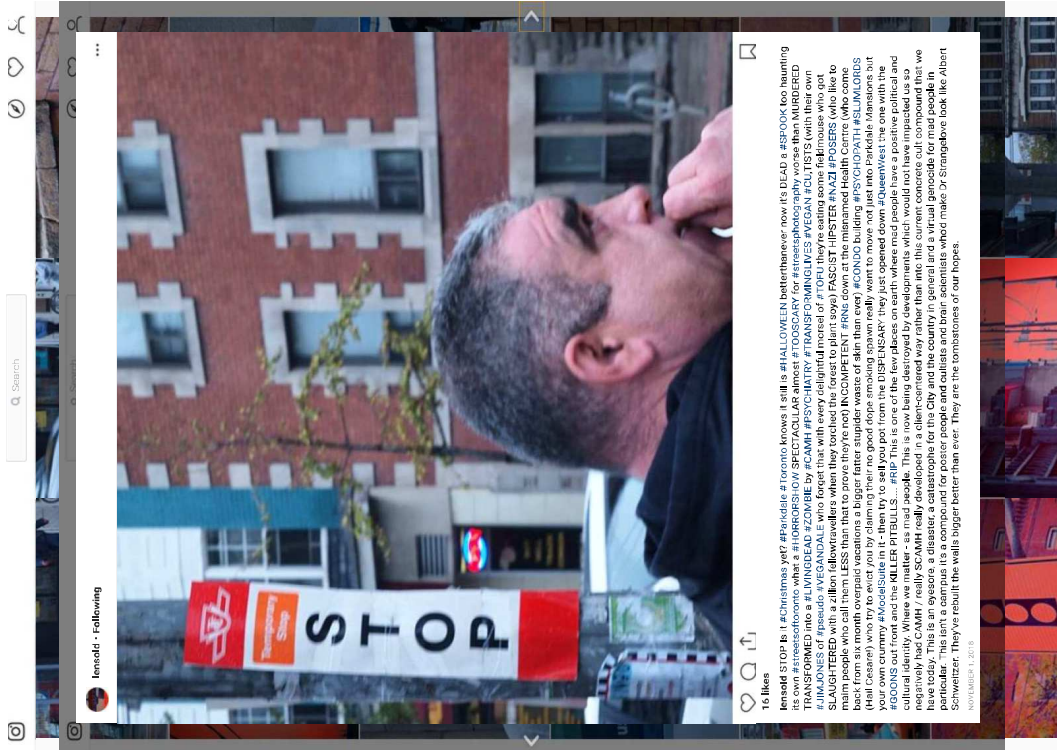 Search
lensold • Following
Temporary
Stop
STOP
16 likes
lensold STOP Is it #Christmas yet? #Parkdale #Toronto knows it still is #HALLOWEEN betterthanever now it's DEAD a #SPOOK too haunting
its own #streetsoftoronto what a #HORRORSHOW SPECTACULAR almost #TOOSCARY for #streetsphotography worse than MURDERED
TRANSFORMED into a #LIVINGDEAD #ZOMBIE by #CAMH #PSYCHIATRY #TRANSFORMINGLIVES #VEGAN #CULTISTS (with their own
#JIMJONES of #pseudo #VEGANDALE who forget that with every delightful morsel of #TOFU they're eating some fieldmouse who got
SLAUGHTERED with a zillion fellowtravellers when they torched the forest to plant soya) FASCIST HIPSTER #NAZI #POSERS (who like to
malm people who call them LESS than that to prove they're not) INCOMPETENT #RNs down at the misnamed Health Centre (who come
back from six month overpaid vacations a bigger fatter stupider waste of skin than ever) #CONDO building #PSYCHOPATH #SLUMLORDS
(Hail Cesare!) who try to evict you by claiming their no good dope smoking spawn really want to move not just into Parkdale Mansions but
your own crummy #ModelSuite in it - then try to sell you pot from the DISPENSARY they just opened down #QueenWest the one with the
#GOONS out front and the KILLER PITBULLS.... #RIP This is one of the few places on earth where mad people have a positive political and
cultural identity. Where we matter - as mad people. This is now being destroyed by developments which would not have impacted us so
negatively had CAMH / really SCAMH really developed in a client-centered way rather than into this current concrete cult compound that we
have today. This is an eyesore, a disaster, a catastrophe for the City and the country in general and a virtual genocide for mad people in
particular. This isn't a campus it's a compound for poster people and cultists and brain scientists whod make Dr Strangelove look like Albert
Schweitzer. They've rebuilt the walls bigger better than ever. They are the tombstones of our hopes.
NOVEMBER 1, 2018